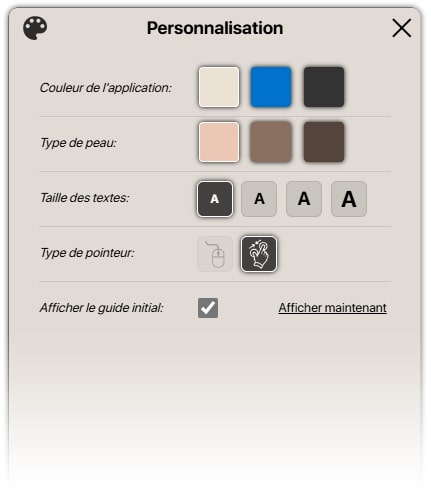 Personnalisation
Couleur de l'application:
Type de peau:
Taille des textes:
A A A A
Type de pointeur:
Afficher le guide initial: Afficher maintenant